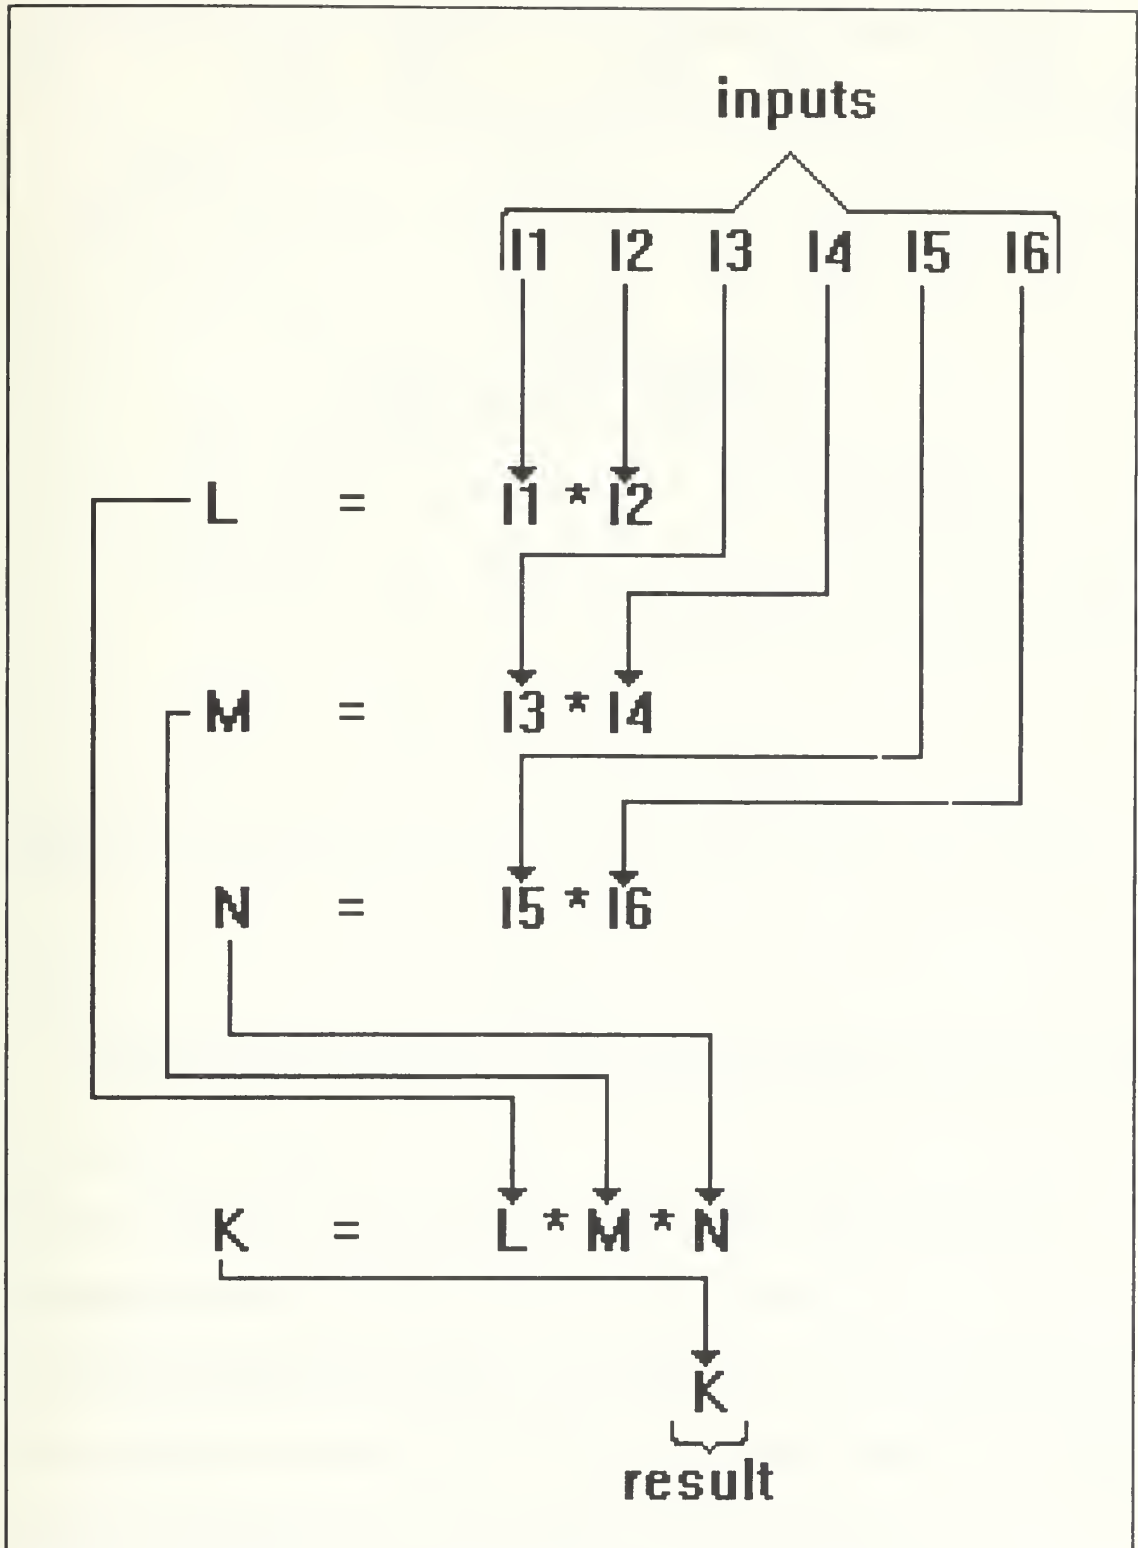 inputs
I1 I2 I3 I4 I5 I6
L = I1 * I2
M = I3 * I4
N = I5 * I6
K = L * M * N
K
result